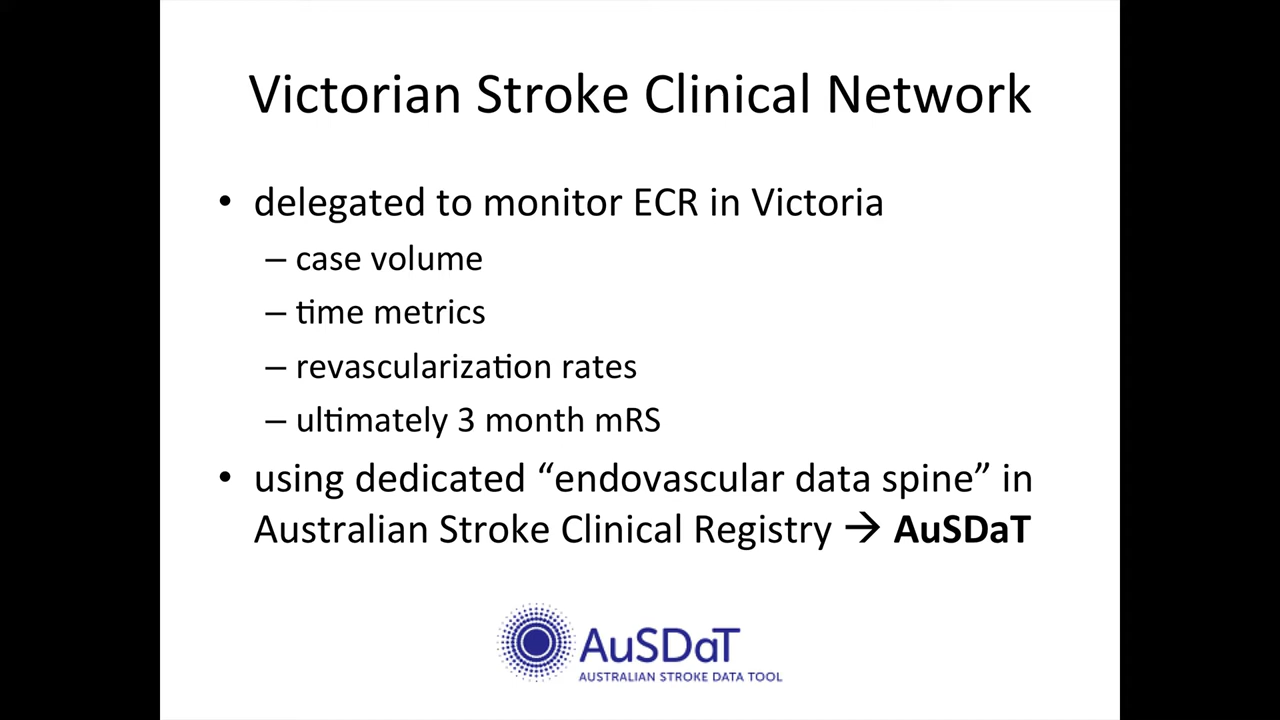 Victorian Stroke Clinical Network
• delegated to monitor ECR in Victoria
– case volume
– time metrics
– revascularization rates
– ultimately 3 month mRS
• using dedicated “endovascular data spine” in
Australian Stroke Clinical Registry → AuSDaT
AuSDaT
AUSTRALIAN STROKE DATA TOOL